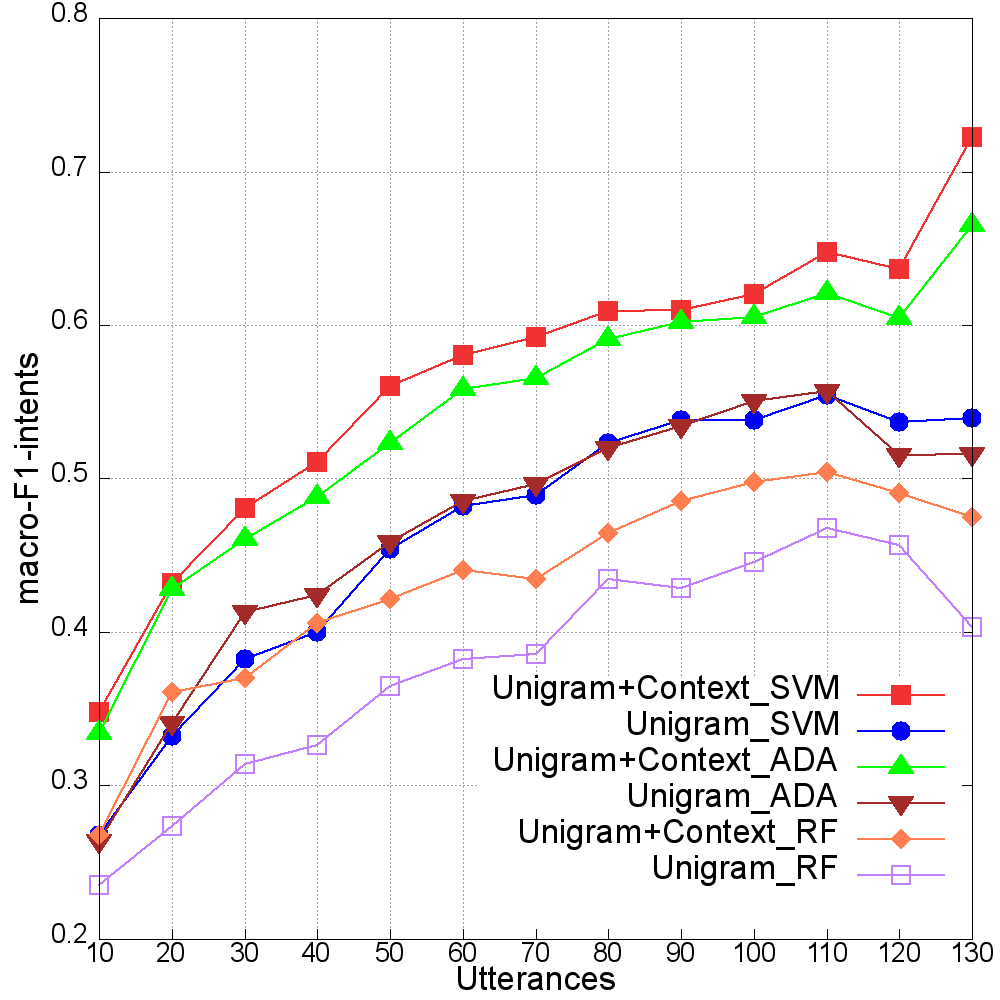 0.8
0.7
0.6
0.5
0.4
0.3
0.2
macro-F1-intents
Unigram+Context_SVM
Unigram_SVM
Unigram+Context_ADA
Unigram_ADA
Unigram+Context_RF
Unigram_RF
10 20 30 40 50 60 70 80 90 100 110 120 130
Utterances